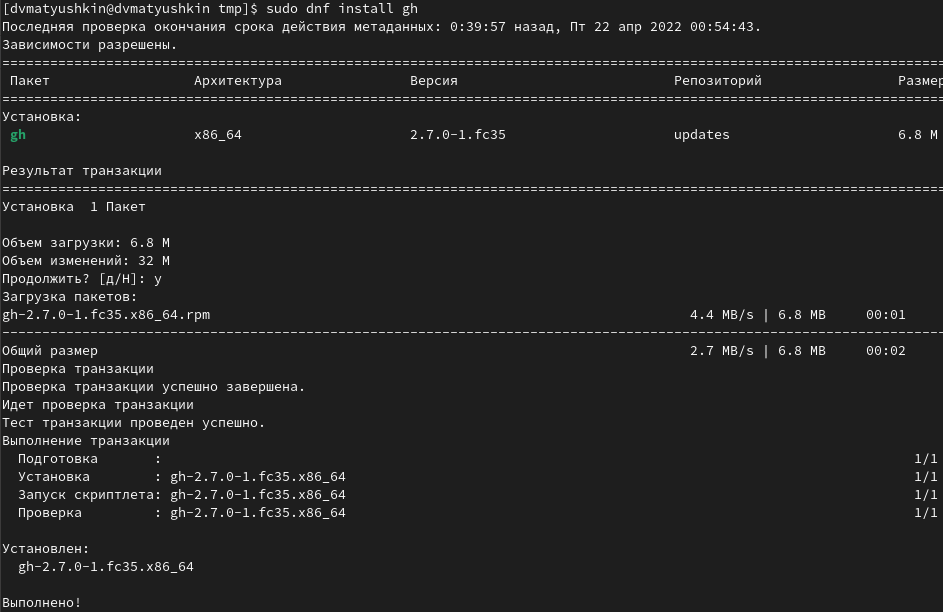 [dvmatyushkin@dvmatyushkin tmp]$ sudo dnf install gh
Последняя проверка окончания срока действия метаданных: 0:39:57 назад, Пт 22 апр 2022 00:54:43.
Зависимости разрешены.
================================================================================
Пакет Архитектура Версия Репозиторий Размер
================================================================================
Установка:
gh x86_64 2.7.0-1.fc35 updates 6.8 M
Результат транзакции
================================================================================
Установка  1 Пакет
Объем загрузки: 6.8 M
Объем изменений: 32 M
Продолжить? [д/Н]: y
Загрузка пакетов:
gh-2.7.0-1.fc35.x86_64.rpm 4.4 MB/s | 6.8 MB 00:01
--------------------------------------------------------------------------------
Общий размер 2.7 MB/s | 6.8 MB 00:02
Проверка транзакции
Проверка транзакции успешно завершена.
Идет проверка транзакции
Тест транзакции проведен успешно.
Выполнение транзакции
Подготовка : 1/1
Установка : gh-2.7.0-1.fc35.x86_64 1/1
Запуск скриптлета: gh-2.7.0-1.fc35.x86_64 1/1
Проверка : gh-2.7.0-1.fc35.x86_64 1/1
Установлен:
gh-2.7.0-1.fc35.x86_64
Выполнено!